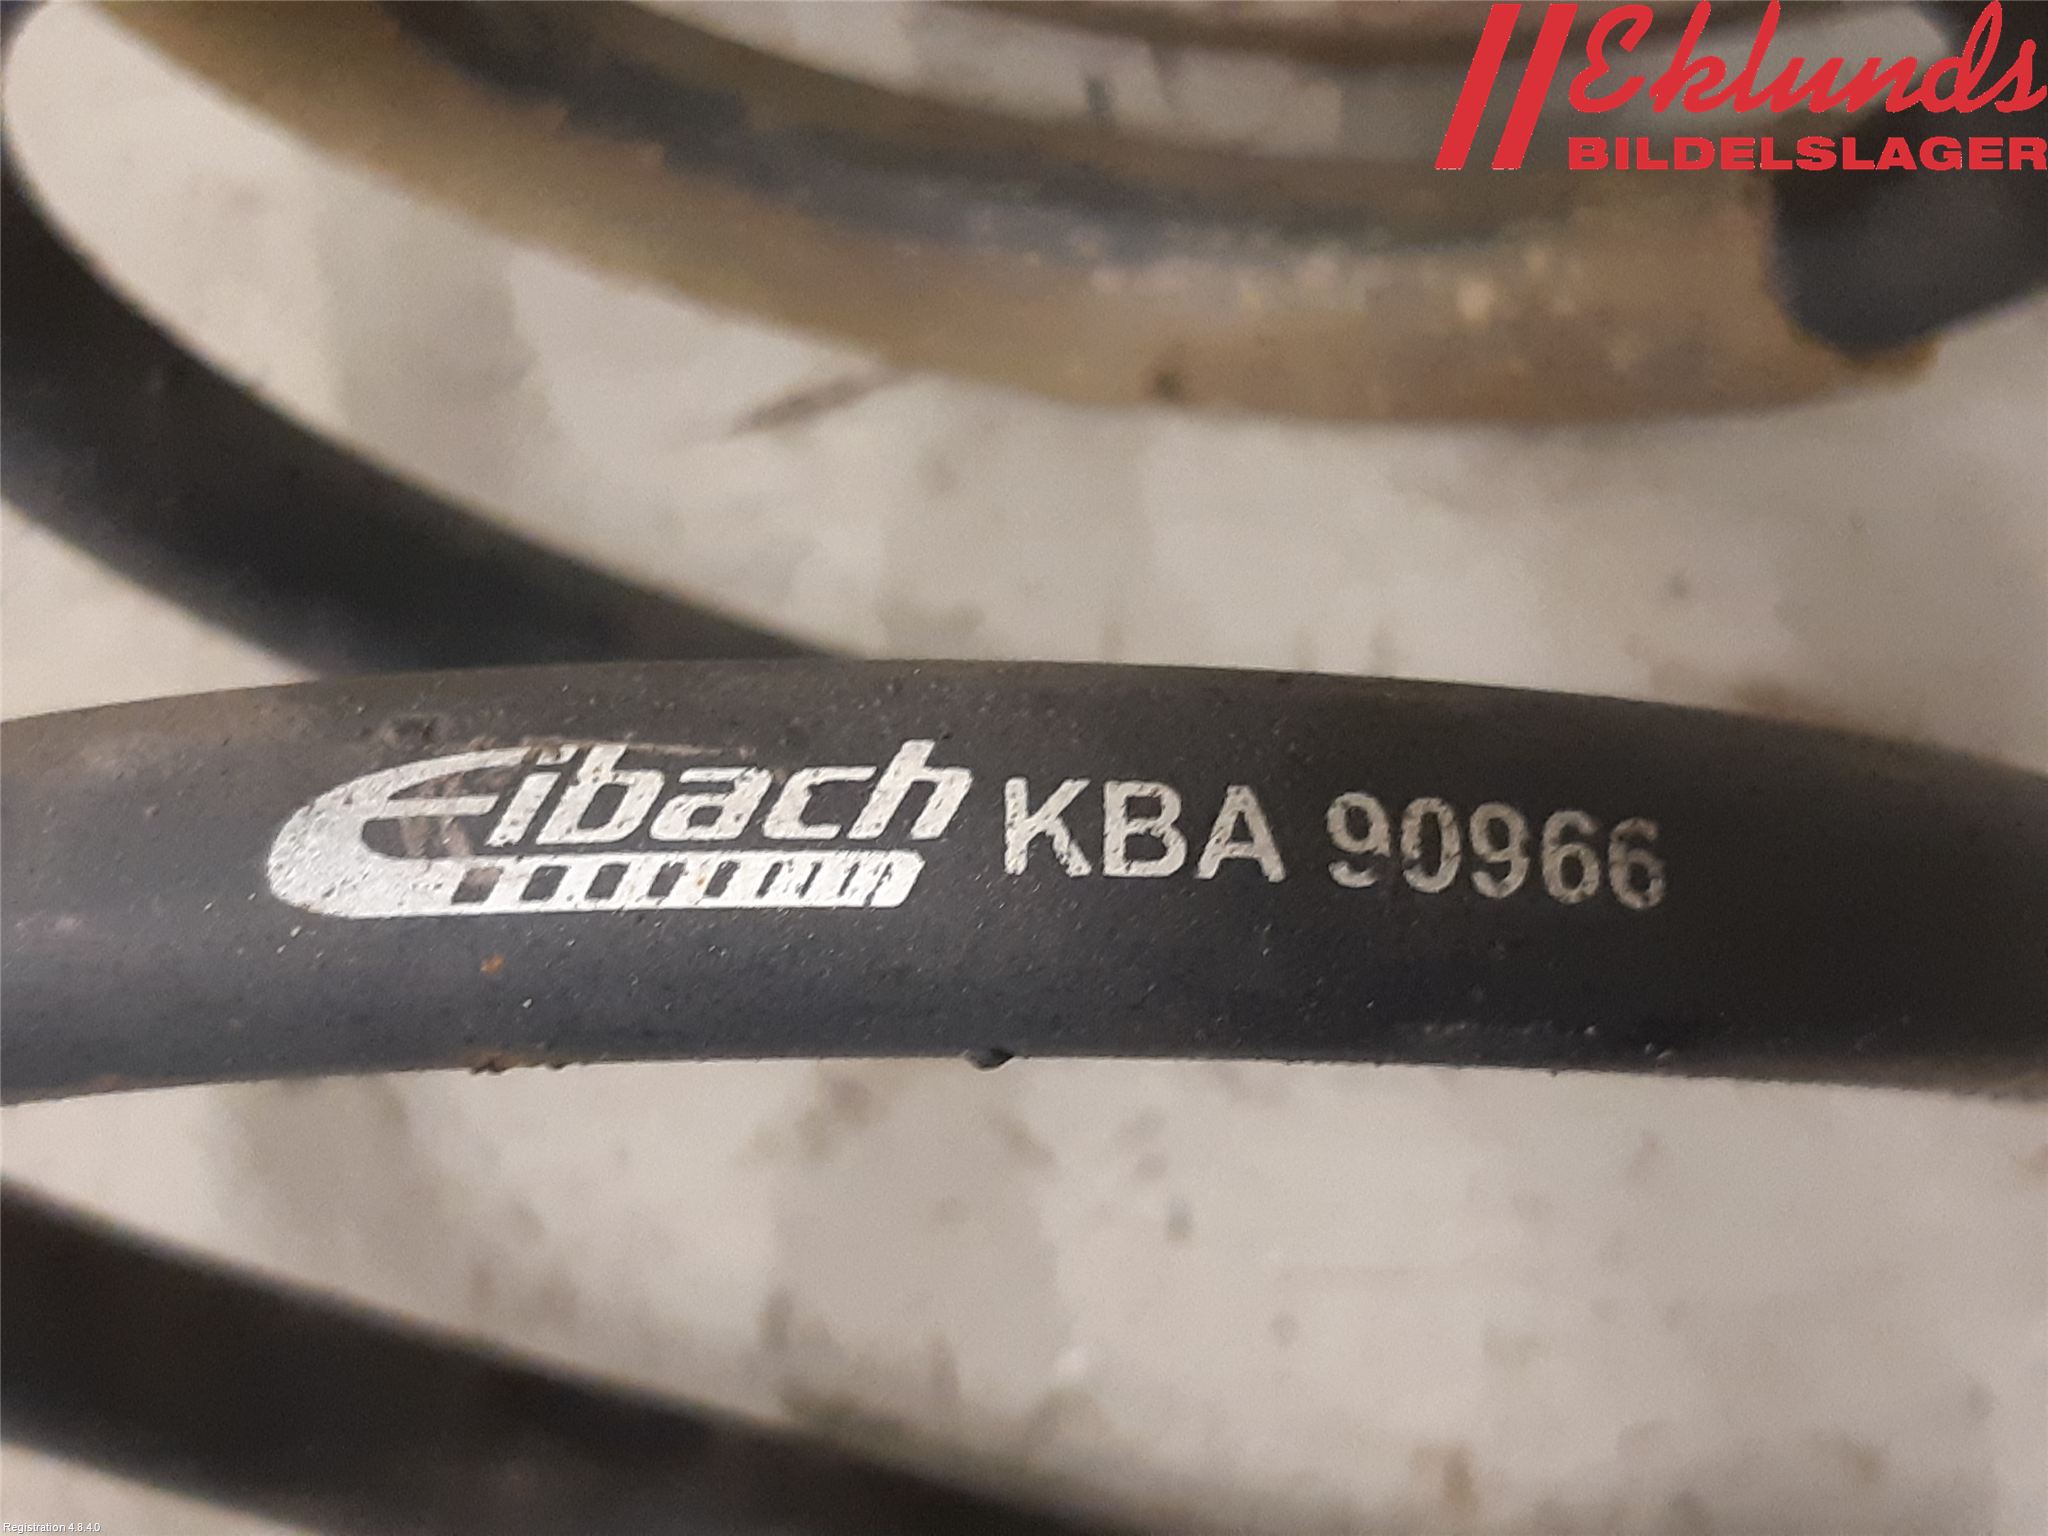 Eklunds
BILDELSLAGER
Eibach KBA 90966
Registration 4.8.4.0